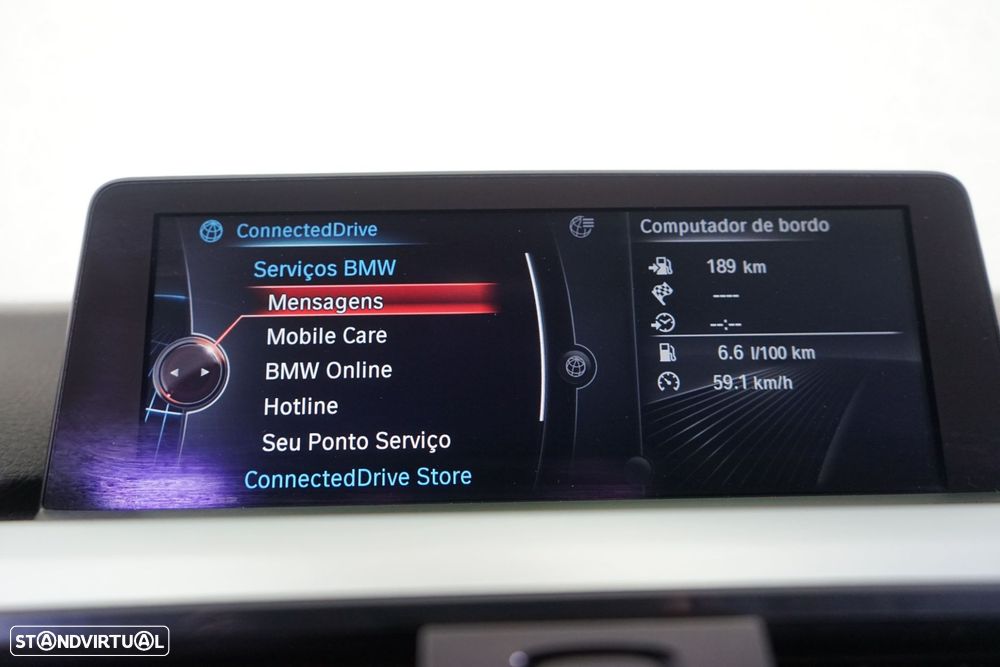 ConnectedDrive
Serviços BMW
Mensagens
Mobile Care
BMW Online
Hotline
Seu Ponto Serviço
ConnectedDrive Store
Computador de bordo
189 km
----
--:--
6.6 l/100 km
59.1 km/h
STANDVIRTUAL